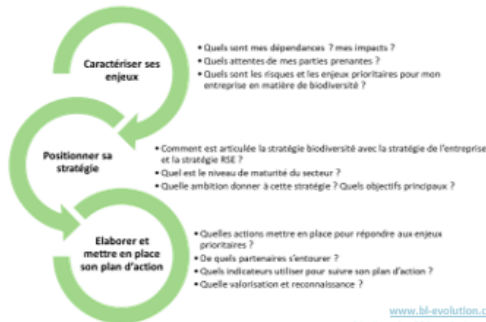 Caractériser ses
enjeux
• Quels sont mes dépendances ? mes impacts ?
• Quels attentes de mes parties prenantes ?
• Quels sont les risques et les enjeux prioritaires pour mon
entreprise en matière de biodiversité ?
Positionner sa
stratégie
• Comment est articulée la stratégie biodiversité avec la stratégie de l'entreprise
et la stratégie RSE ?
• Quel est le niveau de maturité du secteur ?
• Quelle ambition donner à cette stratégie ? Quels objectifs principaux ?
Elaborer et
mettre en place
son plan d'action
• Quelles actions mettre en place pour répondre aux enjeux
prioritaires ?
• De quels partenaires s'entourer ?
• Quels indicateurs utiliser pour suivre son plan d'action ?
• Quelle valorisation et reconnaissance ?
www.bl-evolution.c